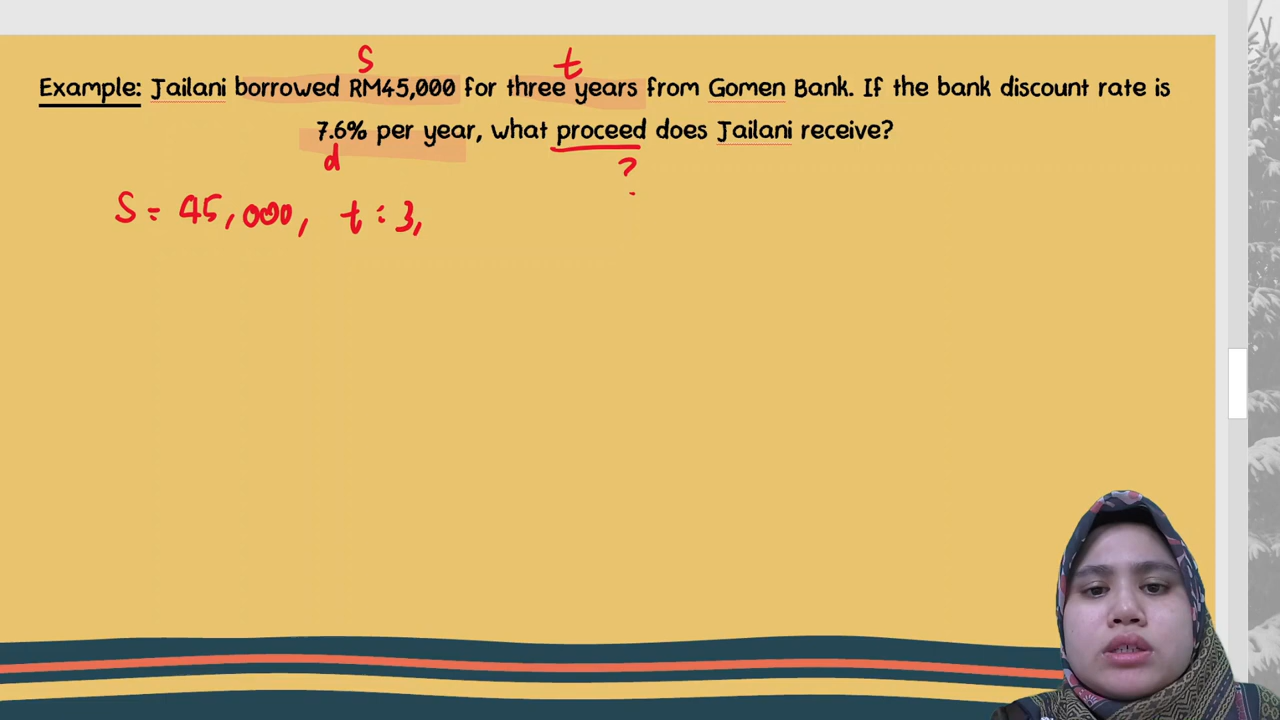 S t
Example: Jailani borrowed RM45,000 for three years from Gomen Bank. If the bank discount rate is
7.6% per year, what proceed does Jailani receive?
d ?
S = 45,000, t = 3,